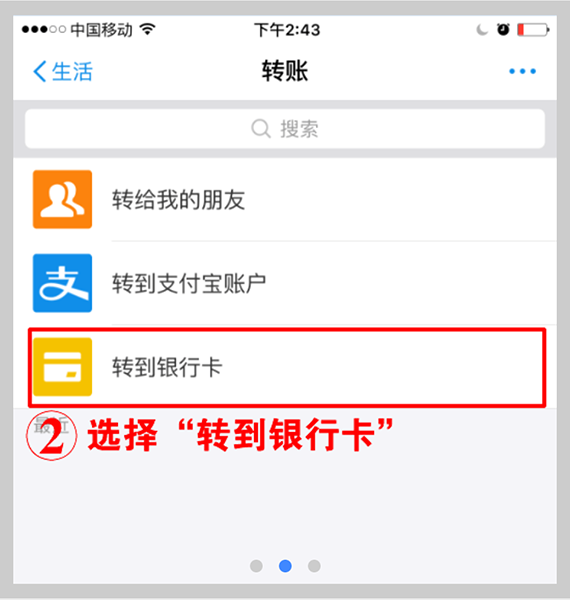 中国移动 下午2:43
生活 转账
搜索
转给我的朋友
支 转到支付宝账户
转到银行卡
最近
② 选择“转到银行卡”